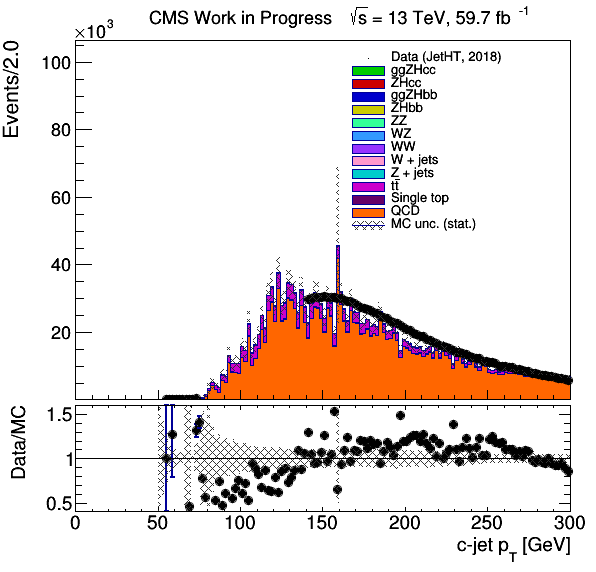 CMS Work in Progress √s = 13 TeV, 59.7 fb⁻¹
×10³
Events/2.0
100
80
60
40
20
Data (JetHT, 2018)
ggZHcc
ZHcc
ggZHbb
ZHbb
ZZ
WZ
WW
W + jets
Z + jets
tt̄
Single top
QCD
MC unc. (stat.)
Data/MC
1.5
1
0.5
0 50 100 150 200 250 300
c-jet p_T [GeV]